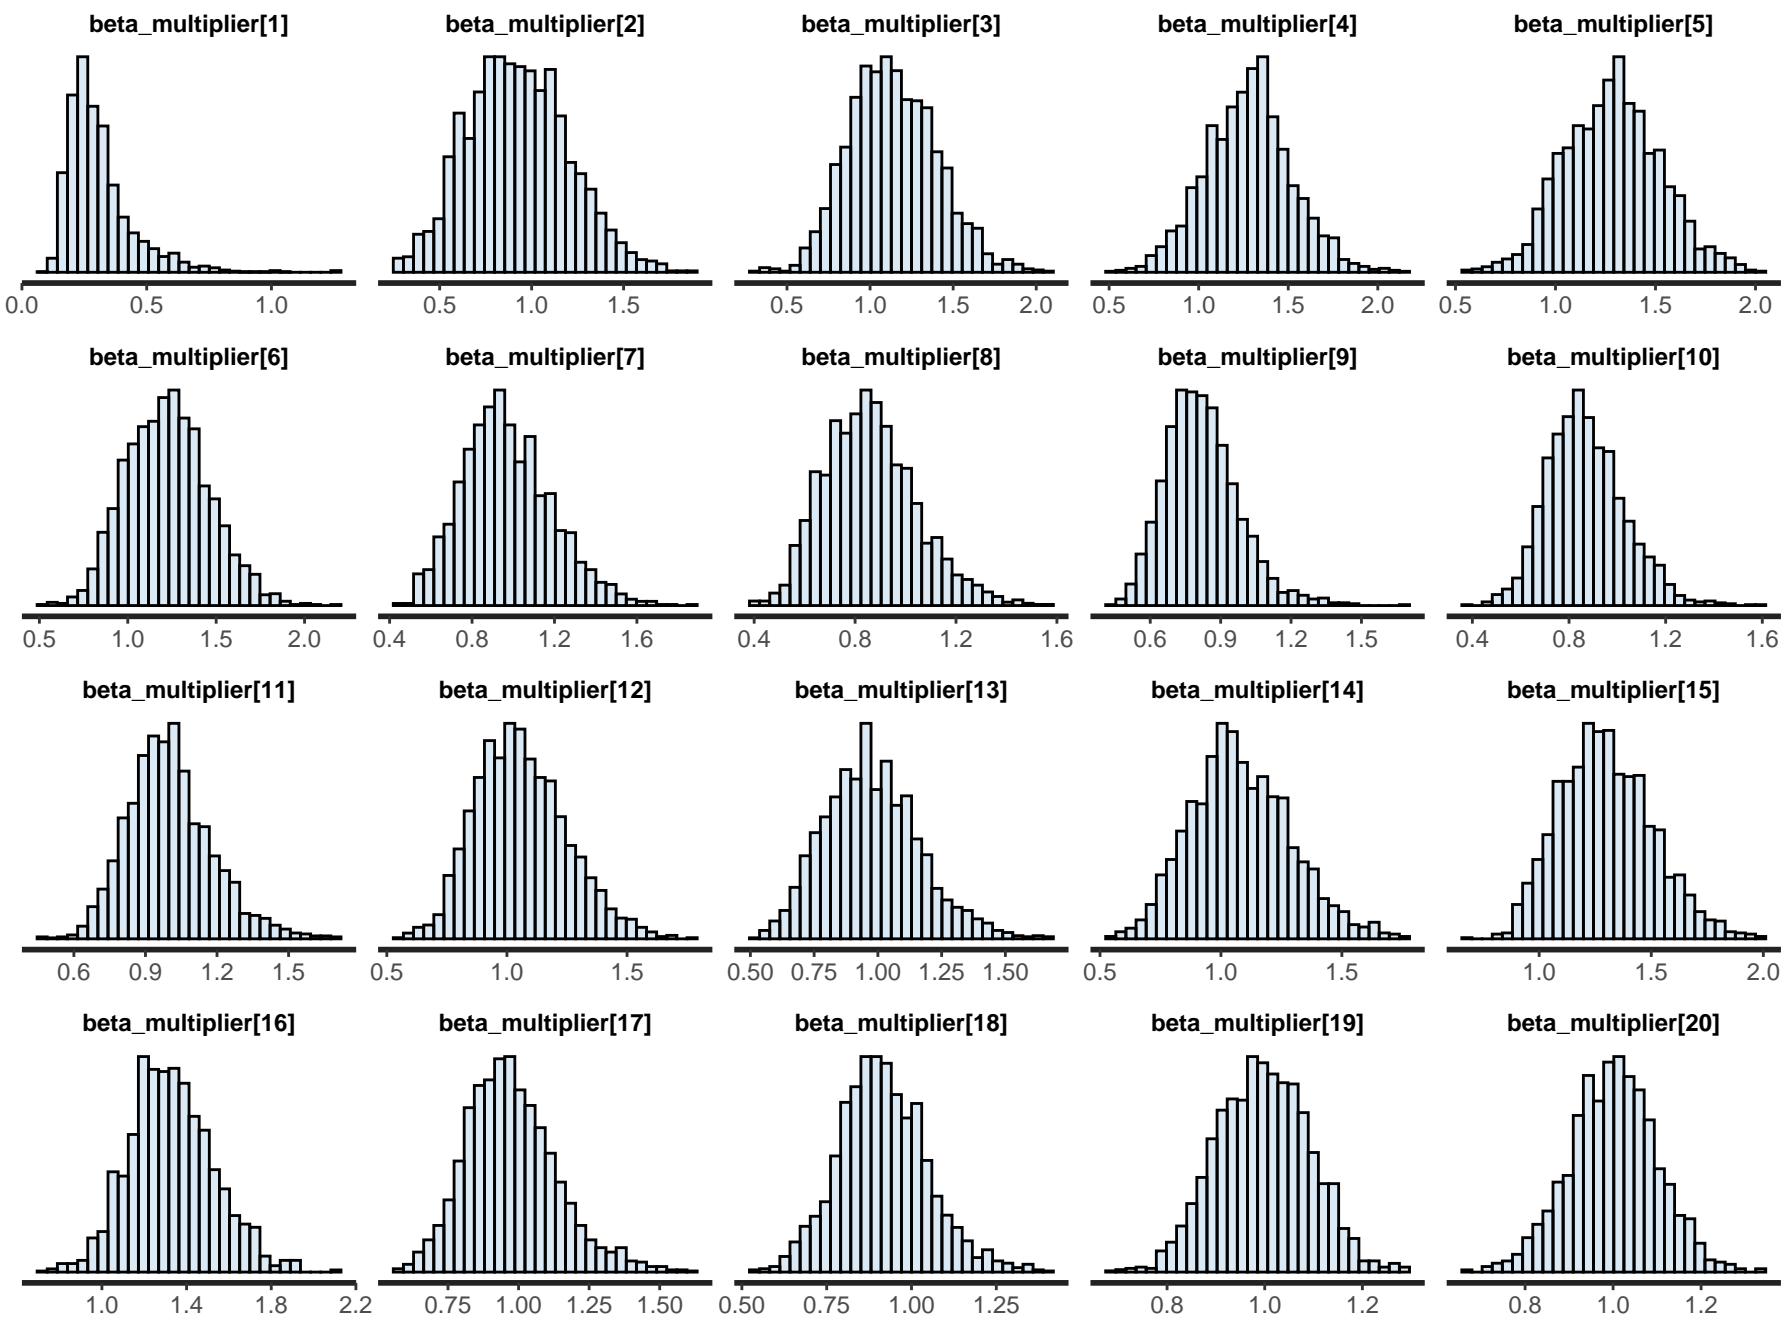 beta_multiplier[1] beta_multiplier[2] beta_multiplier[3] beta_multiplier[4] beta_multiplier[5]
0.0 0.5 1.0 0.5 1.0 1.5 0.5 1.0 1.5 2.0 0.5 1.0 1.5 2.0 0.5 1.0 1.5 2.0
beta_multiplier[6] beta_multiplier[7] beta_multiplier[8] beta_multiplier[9] beta_multiplier[10]
0.5 1.0 1.5 2.0 0.4 0.8 1.2 1.6 0.4 0.8 1.2 1.6 0.6 0.9 1.2 1.5 0.4 0.8 1.2 1.6
beta_multiplier[11] beta_multiplier[12] beta_multiplier[13] beta_multiplier[14] beta_multiplier[15]
0.6 0.9 1.2 1.5 0.5 1.0 1.5 0.50 0.75 1.00 1.25 1.50 0.5 1.0 1.5 1.0 1.5 2.0
beta_multiplier[16] beta_multiplier[17] beta_multiplier[18] beta_multiplier[19] beta_multiplier[20]
1.0 1.4 1.8 2.2 0.75 1.00 1.25 1.50 0.50 0.75 1.00 1.25 0.8 1.0 1.2 0.8 1.0 1.2